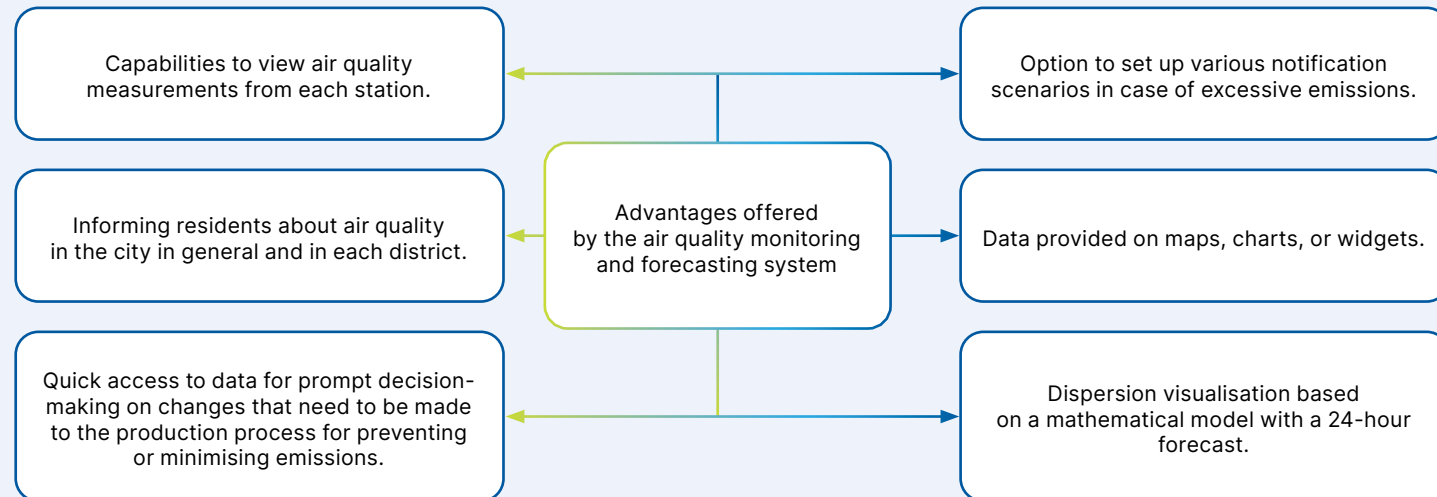 Capabilities to view air quality
measurements from each station.
Option to set up various notification
scenarios in case of excessive emissions.
Informing residents about air quality
in the city in general and in each district.
Advantages offered
by the air quality monitoring
and forecasting system
Data provided on maps, charts, or widgets.
Quick access to data for prompt decision-
making on changes that need to be made
to the production process for preventing
or minimising emissions.
Dispersion visualisation based
on a mathematical model with a 24-hour
forecast.